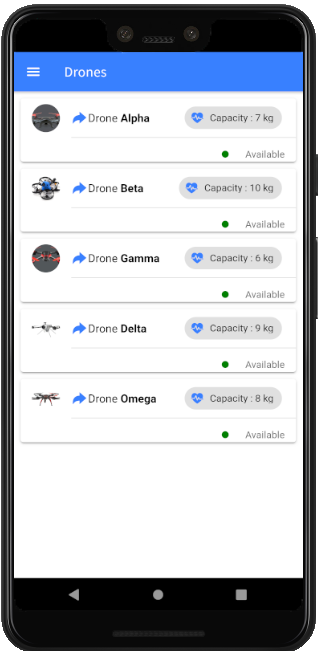 Drones
Drone Alpha Capacity : 7 kg
Available
Drone Beta Capacity : 10 kg
Available
Drone Gamma Capacity : 6 kg
Available
Drone Delta Capacity : 9 kg
Available
Drone Omega Capacity : 8 kg
Available